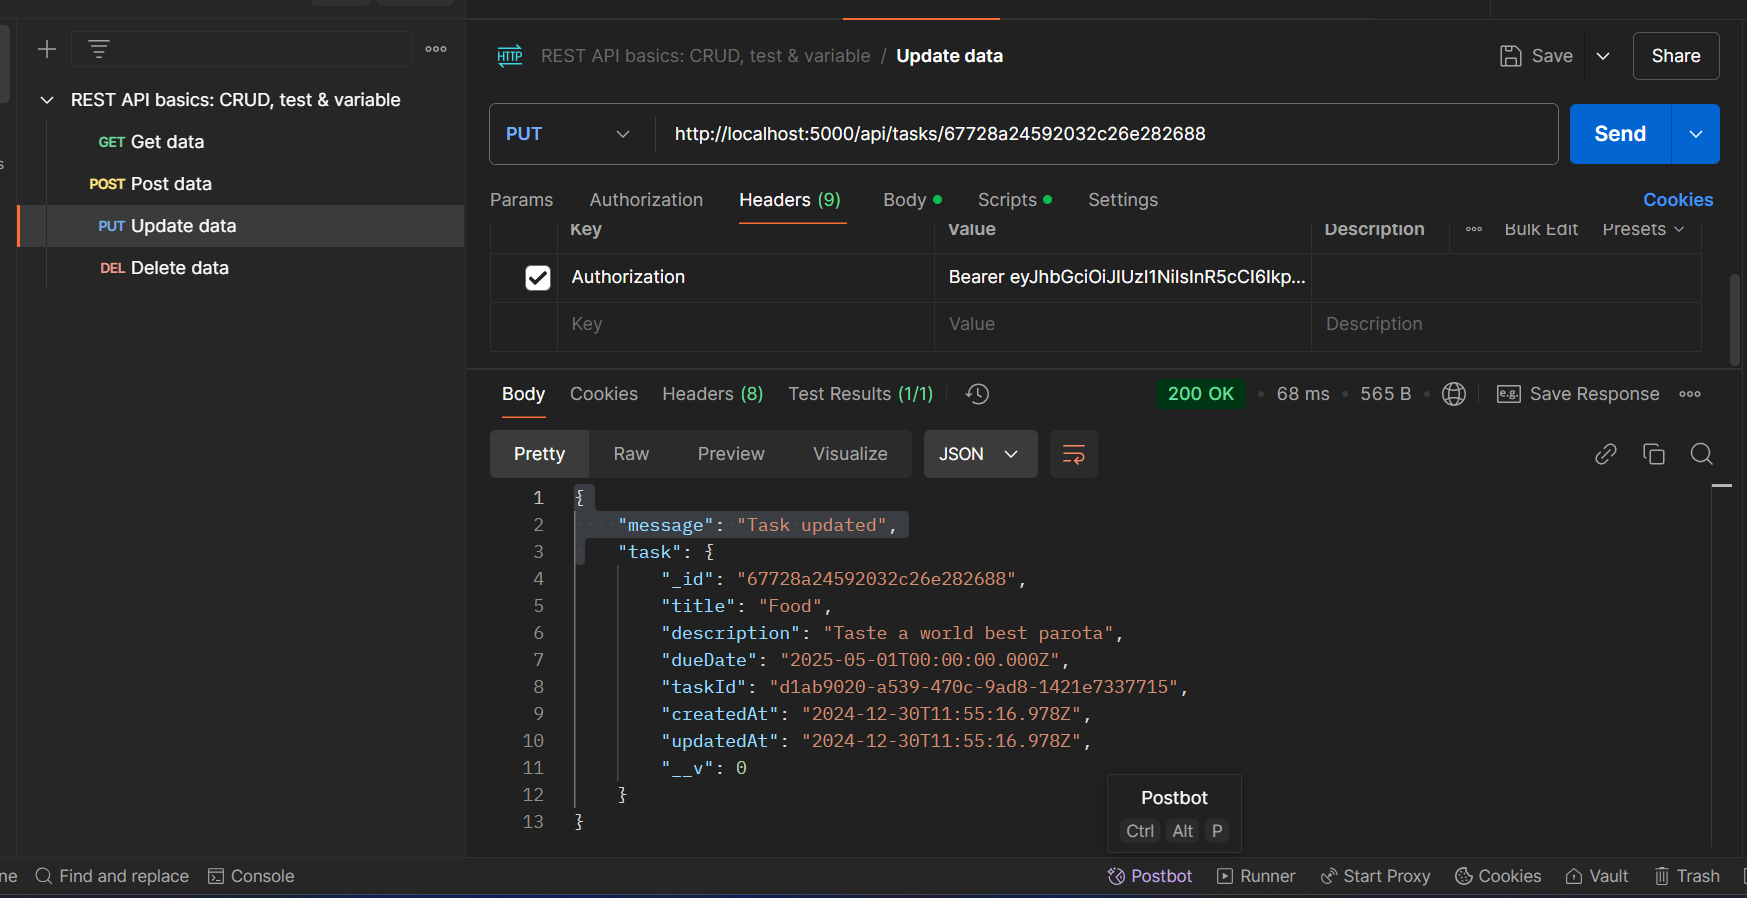 REST API basics: CRUD, test & variable
GET Get data
POST Post data
PUT Update data
DEL Delete data
HTTP REST API basics: CRUD, test & variable / Update data
Save
Share
PUT
http://localhost:5000/api/tasks/67728a24592032c26e282688
Send
Params Authorization Headers (9) Body Scripts Settings Cookies
Key Value Description Bulk Edit Presets
Authorization Bearer eyJhbGciOiJIUzI1NiIsInR5cCI6Ikp...
Key Value Description
Body Cookies Headers (8) Test Results (1/1)
200 OK • 68 ms • 565 B • e.g. Save Response
Pretty Raw Preview Visualize JSON
1 {
2 "message": "Task updated",
3 "task": {
4 "_id": "67728a24592032c26e282688",
5 "title": "Food",
6 "description": "Taste a world best parota",
7 "dueDate": "2025-05-01T00:00:00.000Z",
8 "taskId": "d1ab9020-a539-470c-9ad8-1421e7337715",
9 "createdAt": "2024-12-30T11:55:16.978Z",
10 "updatedAt": "2024-12-30T11:55:16.978Z",
11 "__v": 0
12 }
13 }
Postbot
Ctrl Alt P
ne Find and replace Console Postbot Runner Start Proxy Cookies Vault Trash